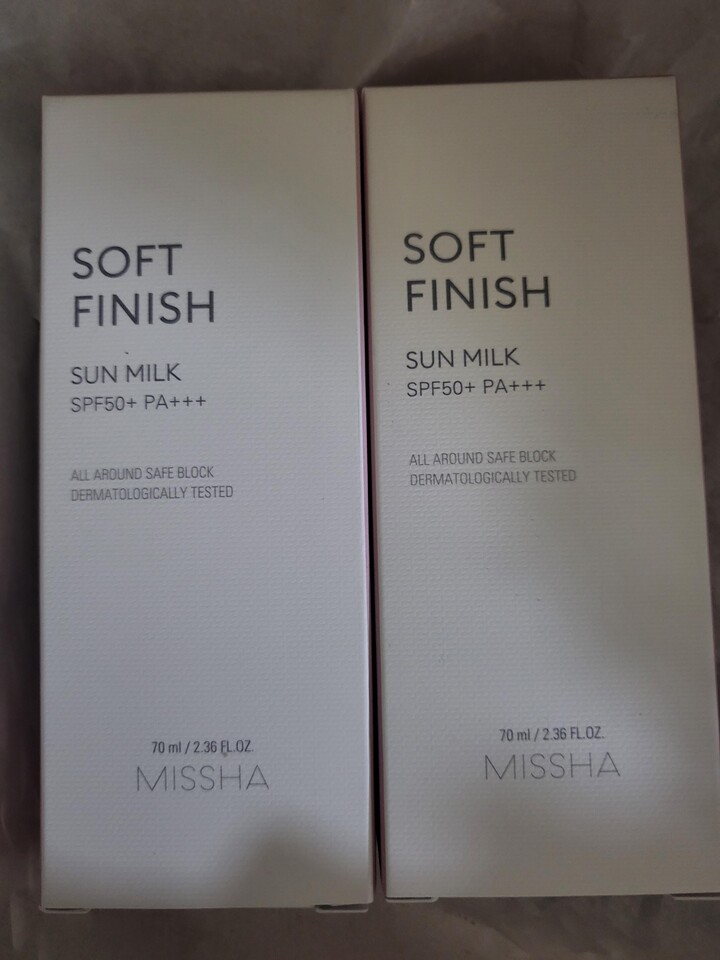 SOFT
FINISH
SUN MILK
SPF50+ PA+++
ALL AROUND SAFE BLOCK
DERMATOLOGICALLY TESTED
70 ml / 2.36 FL.OZ.
MISSHA
SOFT
FINISH
SUN MILK
SPF50+ PA+++
ALL AROUND SAFE BLOCK
DERMATOLOGICALLY TESTED
70 ml / 2.36 FL.OZ.
MISSHA